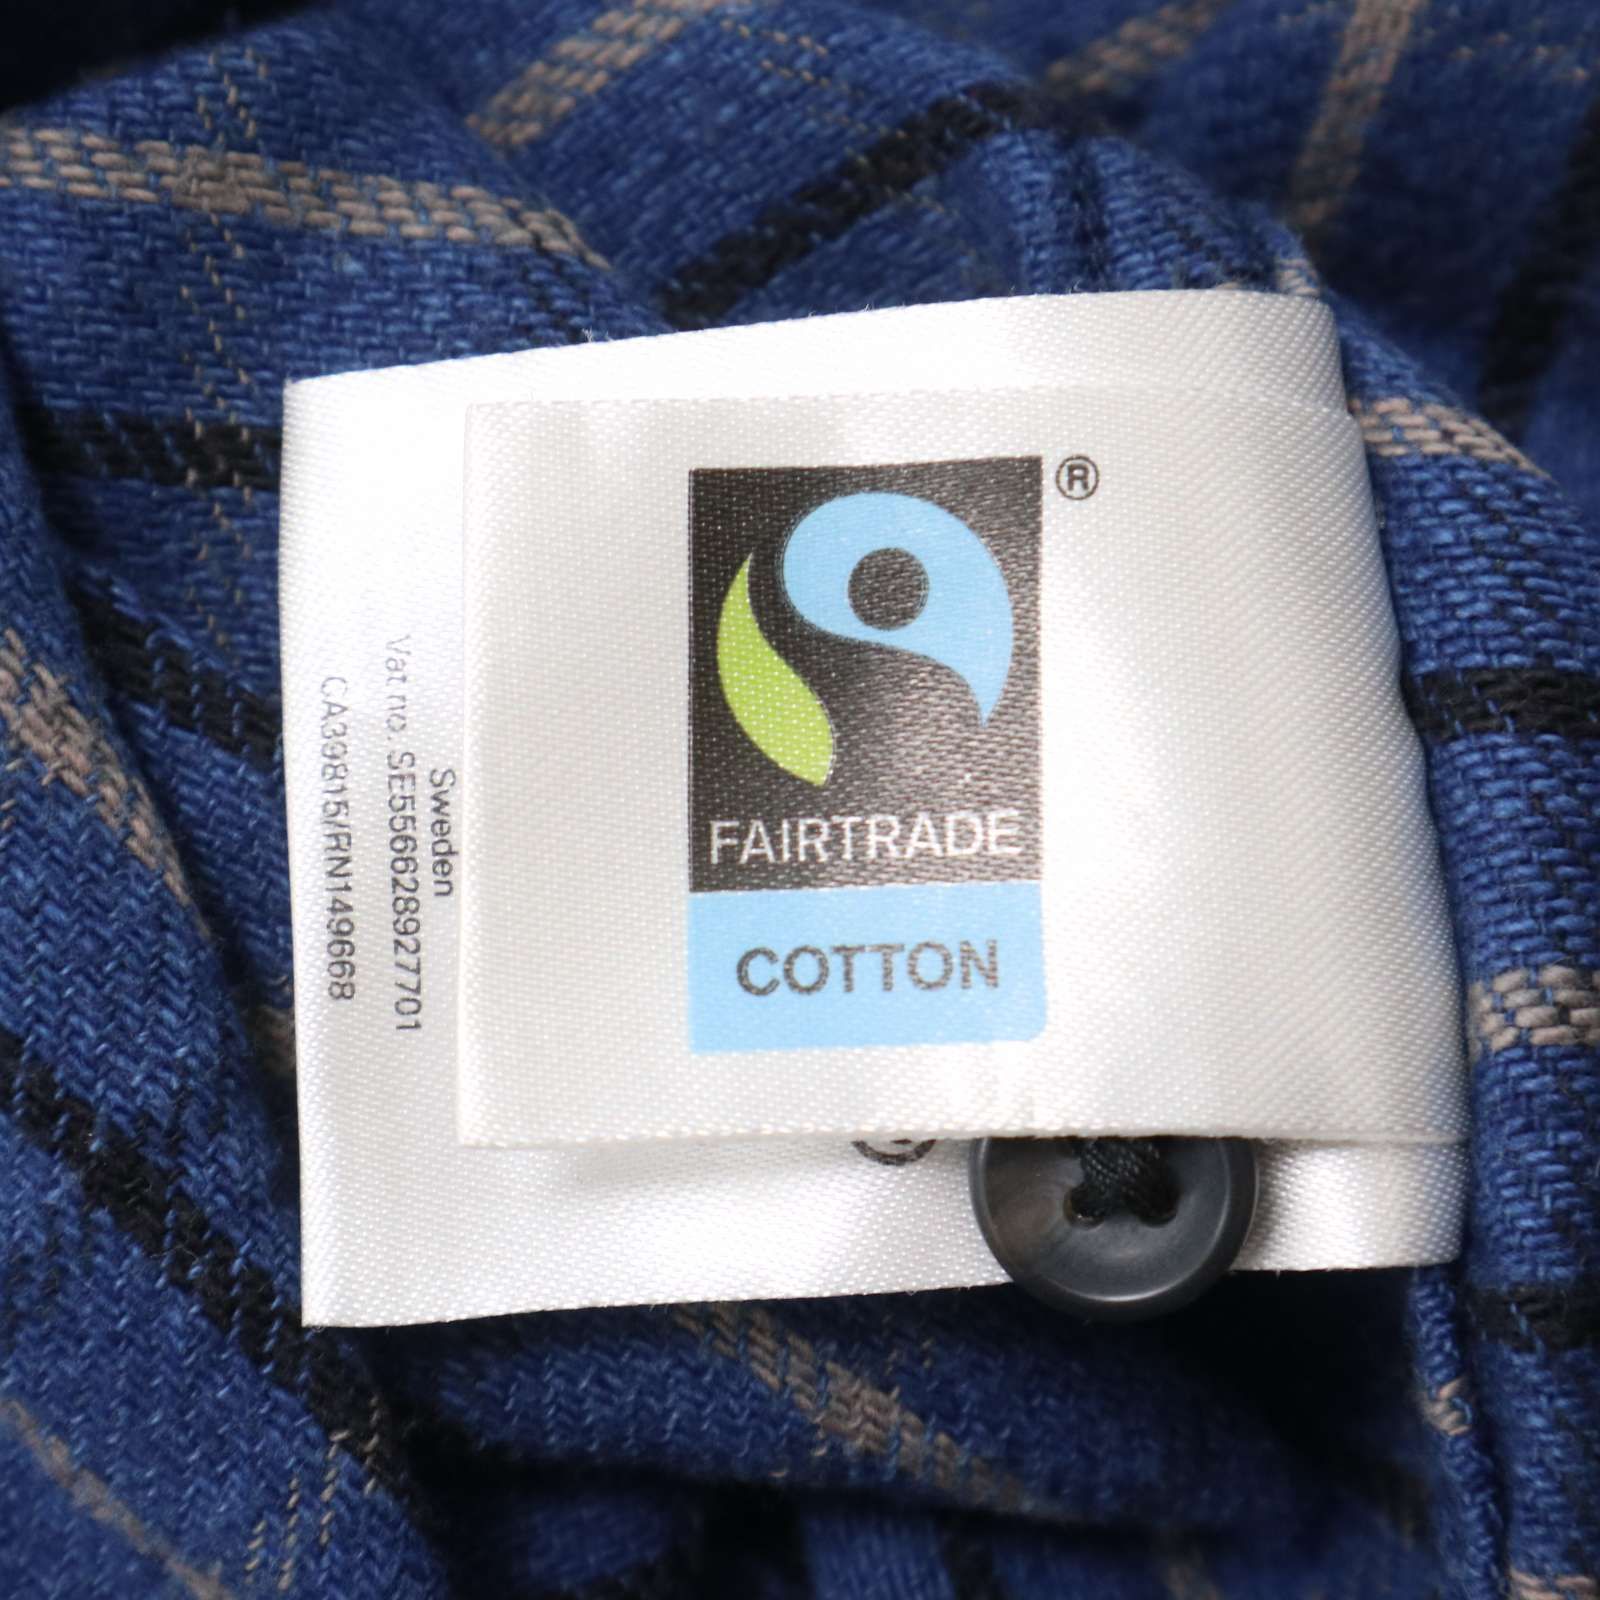 ®
FAIRTRADE
COTTON
Sweden
Vat no. SE556628927701
CA39815/RN149668